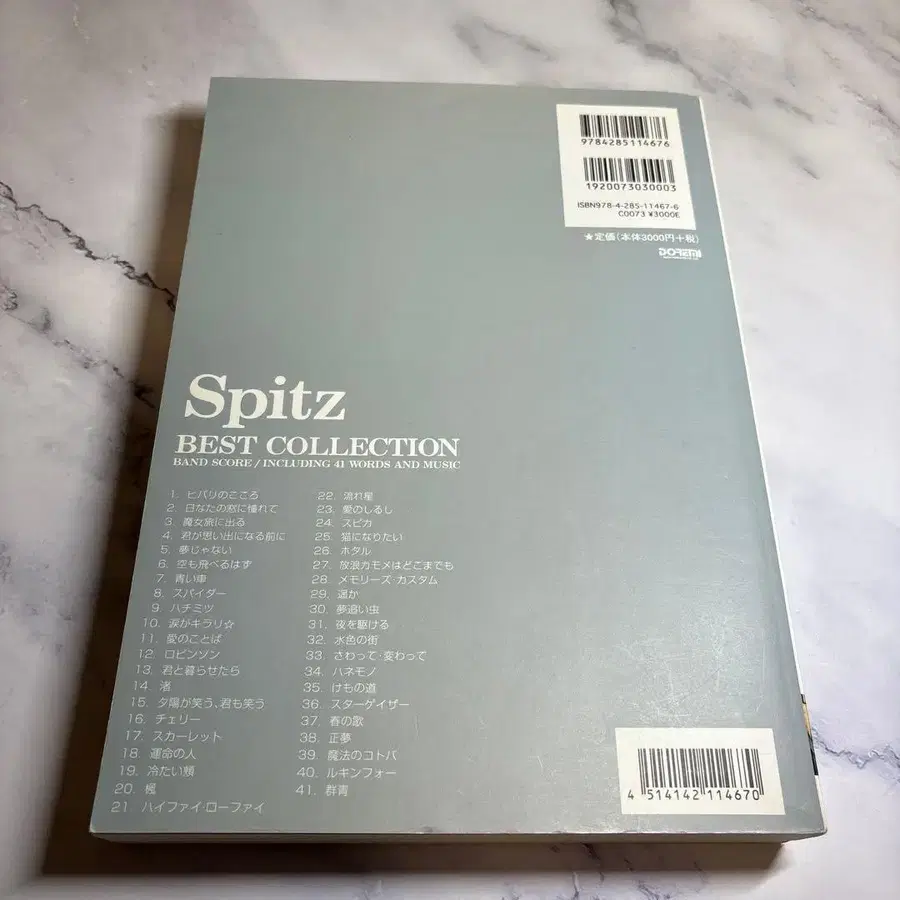 9784285114676
1920073030003
ISBN978-4-285-11467-6
C0073 ¥3000E
★定価(本体3000円+税)
DOREMI
Spitz
BEST COLLECTION
BAND SCORE / INCLUDING 41 WORDS AND MUSIC
1. ヒバリのこころ
2. 日なたの窓に憧れて
3. 魔女旅に出る
4. 君が思い出になる前に
5. 夢じゃない
6. 空も飛べるはず
7. 青い車
8. スパイダー
9. ハチミツ
10. 涙がキラリ☆
11. 愛のことば
12. ロビンソン
13. 君と暮らせたら
14. 渚
15. 夕陽が笑う、君も笑う
16. チェリー
17. スカーレット
18. 運命の人
19. 冷たい頬
20. 楓
21. ハイファイ・ローファイ
22. 流れ星
23. 愛のしるし
24. スピカ
25. 猫になりたい
26. ホタル
27. 放浪カモメはどこまでも
28. メモリーズ カスタム
29. 遥か
30. 夢追い虫
31. 夜を駆ける
32. 水色の街
33. さわって・変わって
34. ハネモノ
35. けもの道
36. スターゲイザー
37. 春の歌
38. 正夢
39. 魔法のコトバ
40. ルキンフォー
41. 群青
4 514142 114670